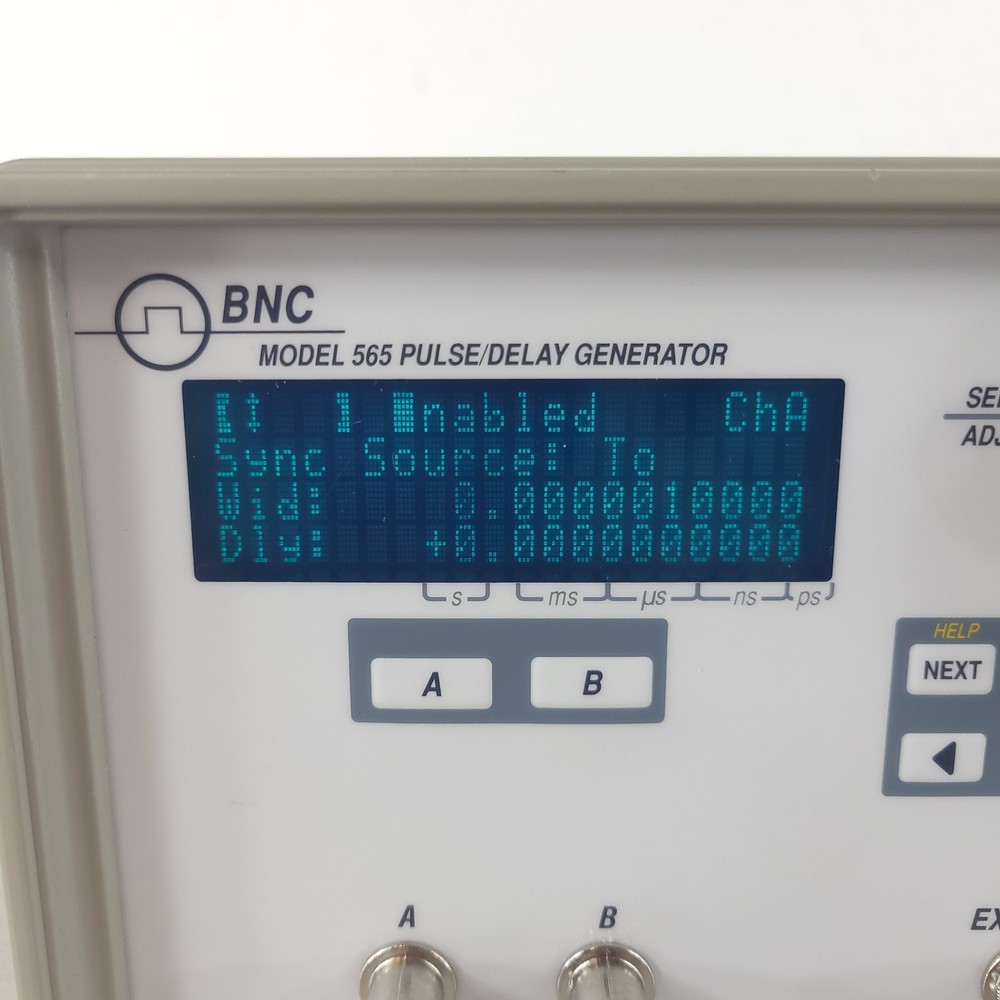 BNC
MODEL 565 PULSE/DELAY GENERATOR
[‡ ] nabled ChA
Sync Source: To
Wid: 0.0000010000
Dly: +0.0000000000
s ms µs ns ps
A B
HELP
NEXT
A B